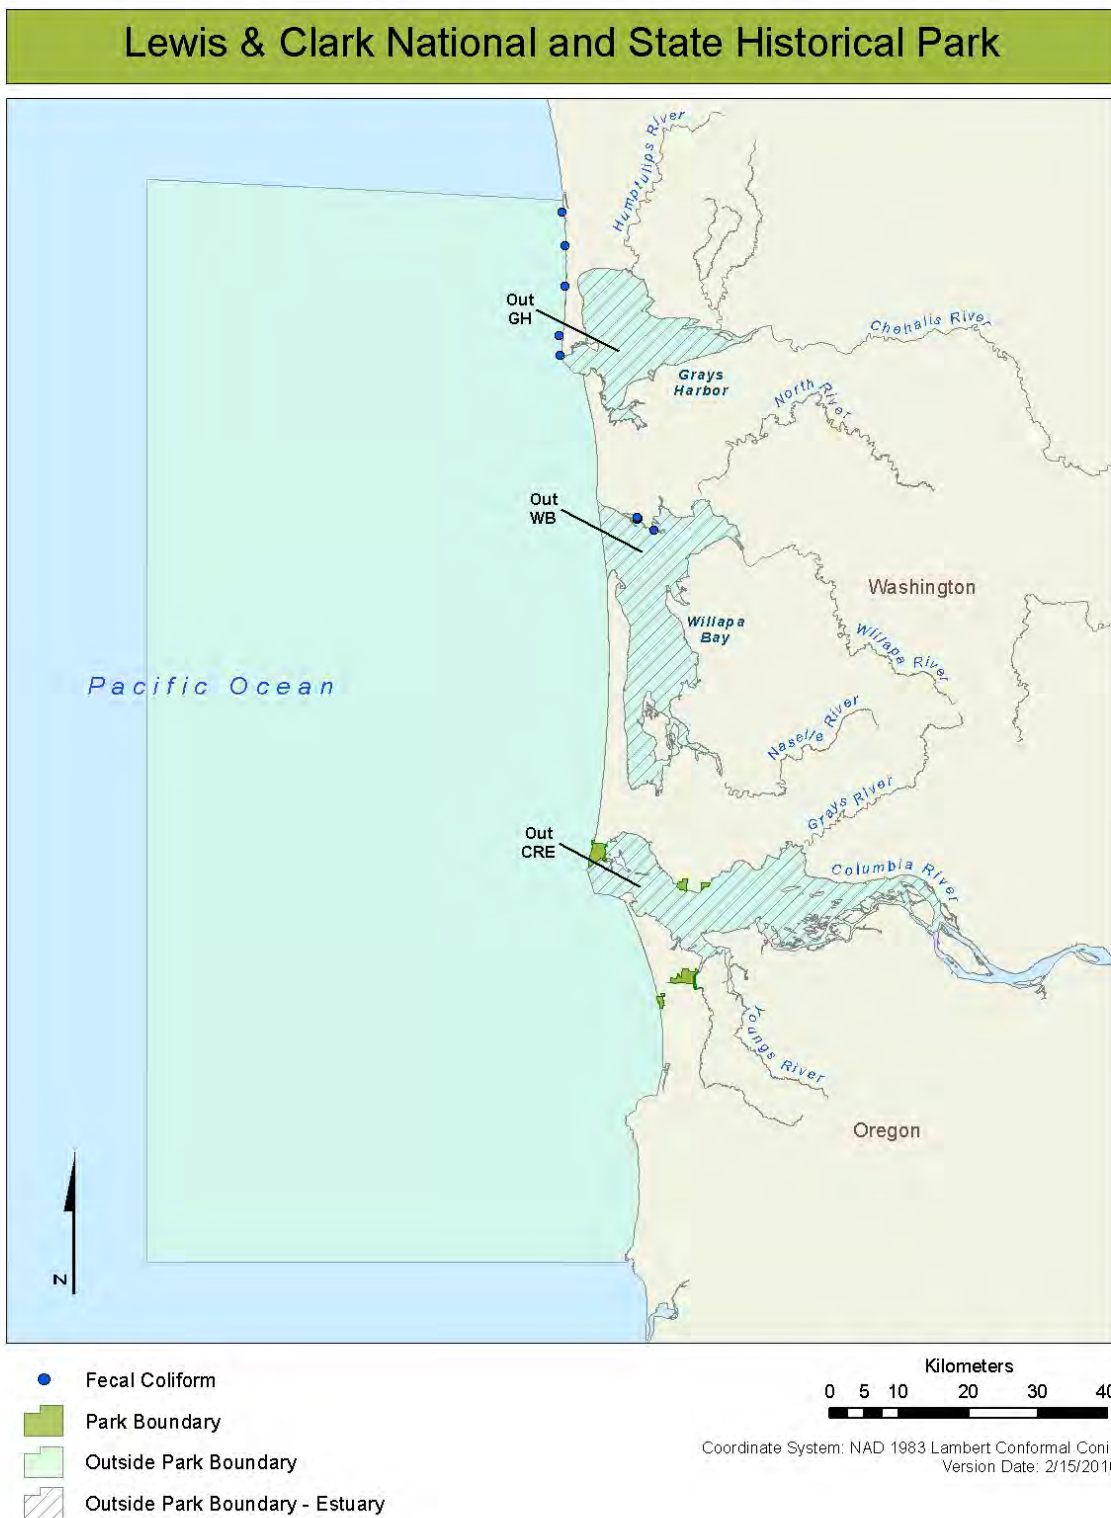 Lewis & Clark National and State Historical Park
Humptulips River
Out
GH
Chehalis River
Grays
Harbor
North River
Out
WB
Washington
Willapa
Bay
Willapa River
Pacific Ocean
Naselle River
Grays River
Out
CRE
Columbia River
Youngs River
Oregon
N
Fecal Coliform
Park Boundary
Outside Park Boundary
Outside Park Boundary - Estuary
Kilometers
0 5 10 20 30 40
Coordinate System: NAD 1983 Lambert Conformal Coni
Version Date: 2/15/2010